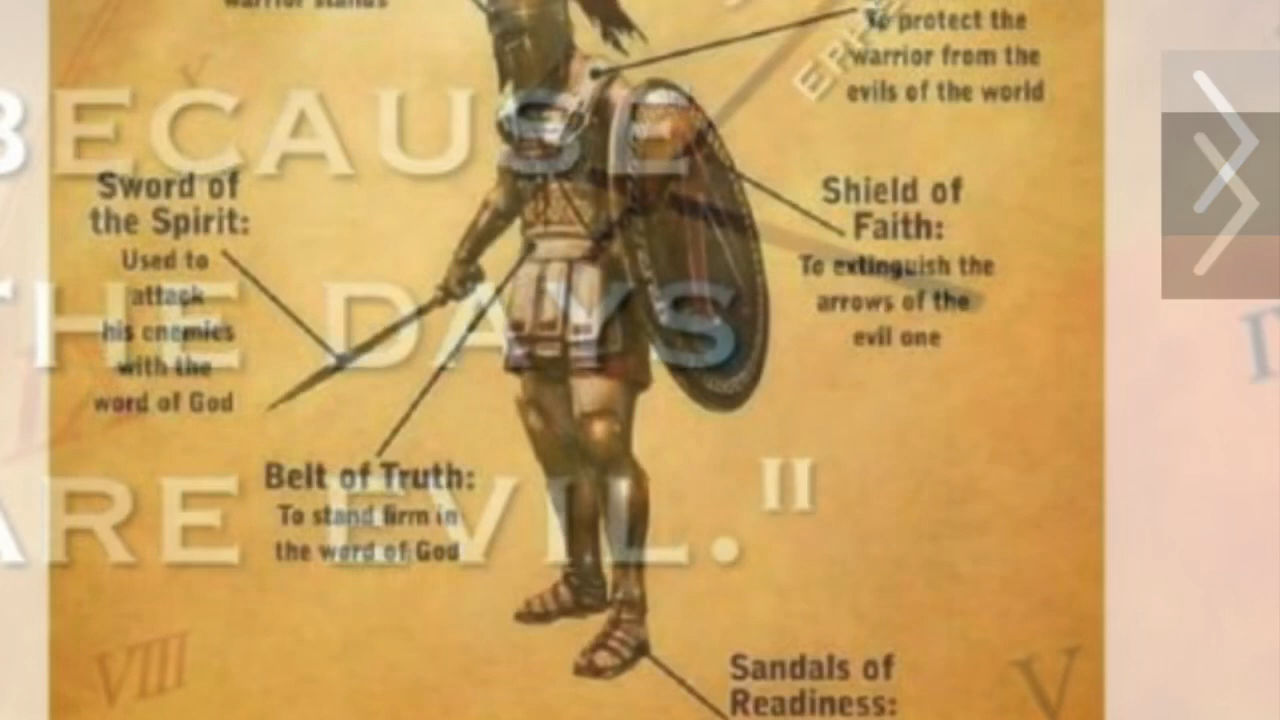 warrior stands
To protect the
warrior from the
evils of the world
BECAUSE
Sword of
the Spirit:
Used to
attack
his enemies
with the
word of God
Shield of
Faith:
To extinguish the
arrows of the
evil one
THE DAYS
Belt of Truth:
To stand firm in
the word of God
ARE EVIL."
VIII
V
Sandals of
Readiness: